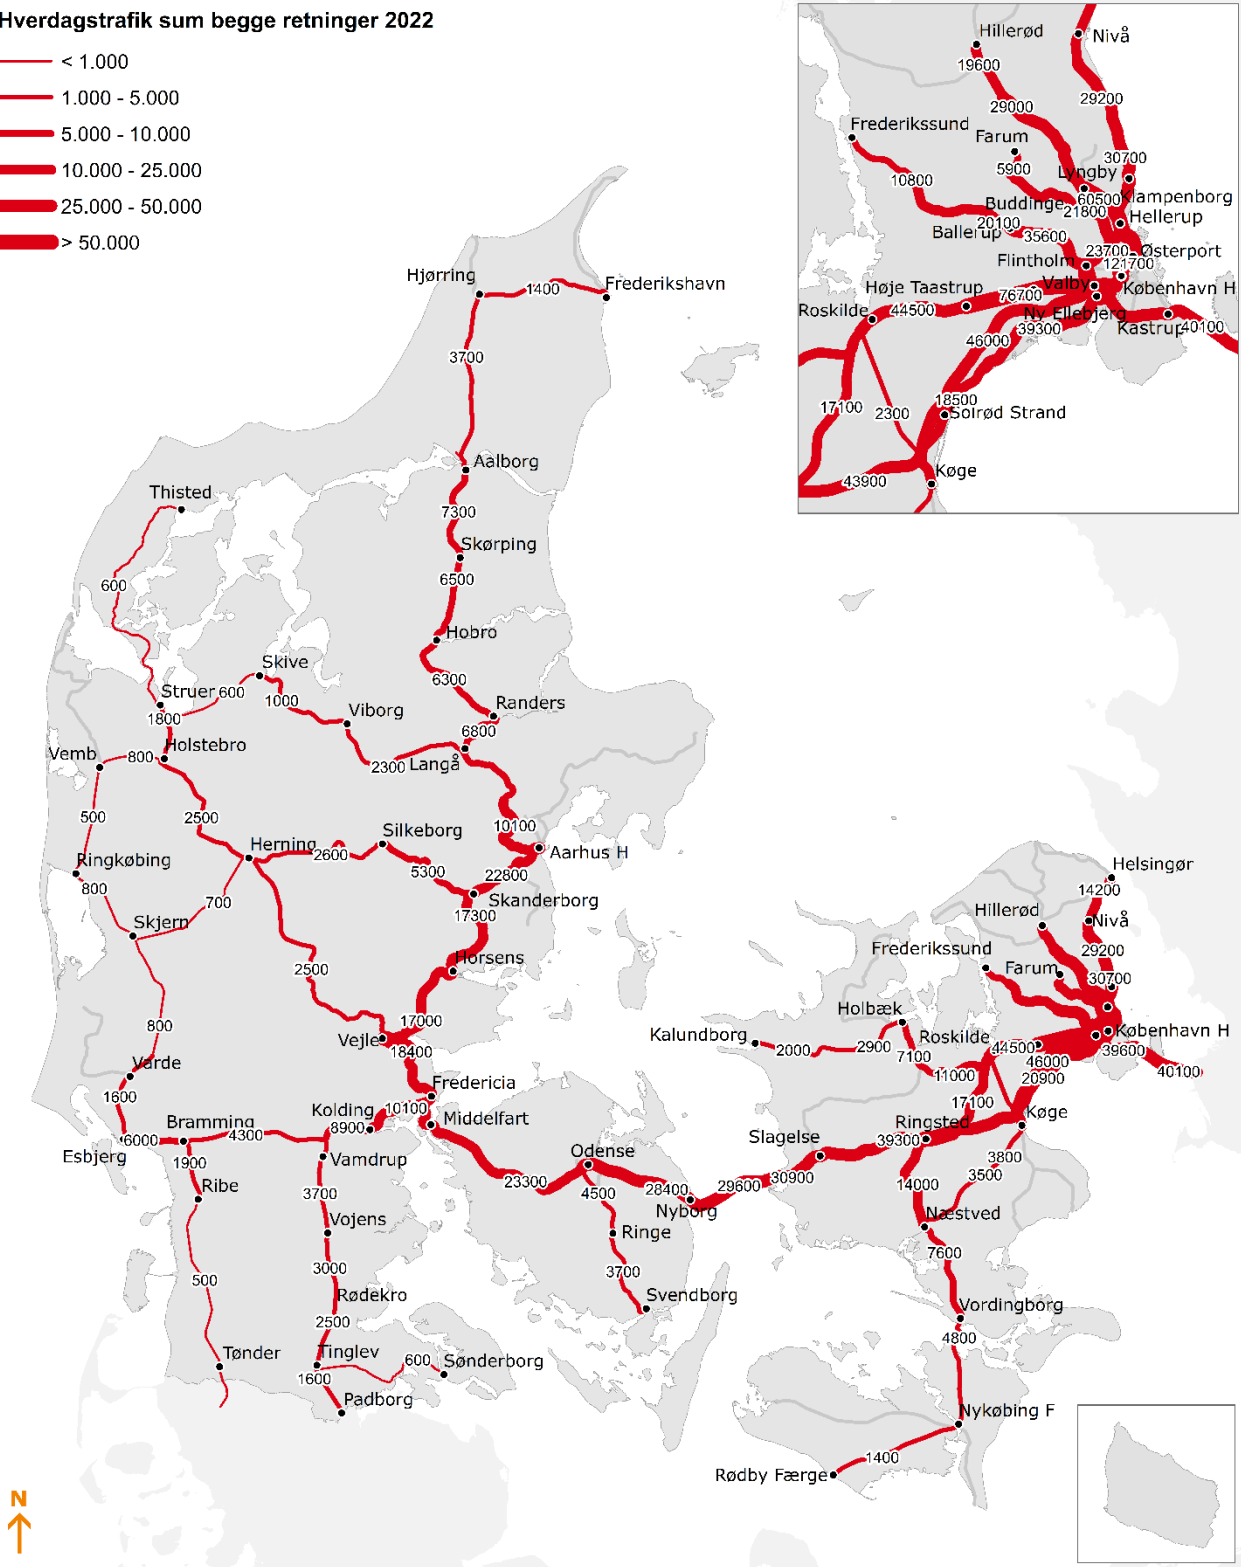 Hverdagstrafik sum begge retninger 2022
< 1.000
1.000 - 5.000
5.000 - 10.000
10.000 - 25.000
25.000 - 50.000
> 50.000
Hillerød
Nivå
19600
29000
29200
Frederikssund
Farum
30700
5900
Lyngby
10800
60500
Klampenborg
Buddinge
21800
Hellerup
20100
Ballerup
35600
23700
Østerport
Flintholm
121700
Høje Taastrup
76700
Valby
København H
Roskilde
44500
Ny Ellebjerg
39300
Kastrup
40100
46000
17100
2300
18500
Solrød Strand
Køge
43900
Hjørring
1400
Frederikshavn
3700
Aalborg
Thisted
7300
Skørping
600
6500
Hobro
Skive
6300
Struer
600
1000
Viborg
Randers
1800
6800
Holstebro
Vemb
800
2300
Langå
500
2500
10100
Silkeborg
Herning
2600
Aarhus H
Ringkøbing
5300
22800
800
700
Skanderborg
17300
Skjern
Horsens
2500
800
17000
Vejle
18400
Varde
1600
Fredericia
Kolding
10100
Middelfart
Bramming
8900
6000
4300
Esbjerg
1900
Vamdrup
Ribe
3700
Vojens
500
3000
Rødekro
2500
Tønder
Tinglev
600
Sønderborg
1600
Padborg
Odense
23300
4500
28400
Nyborg
29600
30900
Ringe
3700
Svendborg
Helsingør
14200
Hillerød
Nivå
Frederikssund
29200
Farum
30700
Holbæk
Kalundborg
Roskilde
København H
2000
2900
7100
44500
46000
39600
11000
20900
40100
17100
Køge
Ringsted
Slagelse
39300
3800
3500
14000
Næstved
7600
Vordingborg
4800
Nykøbing F
1400
Rødby Færge
N